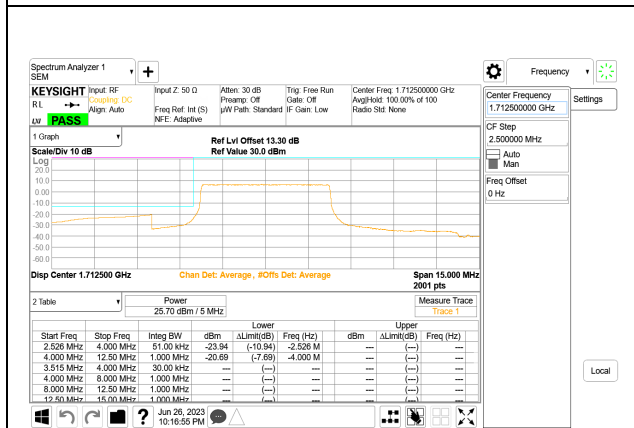 Spectrum Analyzer 1
SEM
Frequency
KEYSIGHT
R L
LXI PASS
Input: RF
Coupling: DC
Align: Auto
Input Z: 50 Ω
Freq Ref: Int (S)
NFE: Adaptive
Atten: 30 dB
Preamp: Off
µW Path: Standard
Trig: Free Run
Gate: Off
IF Gain: Low
Center Freq: 1.712500000 GHz
Avg|Hold: 100.00% of 100
Radio Std: None
Center Frequency
1.712500000 GHz
Settings
CF Step
2.500000 MHz
Auto
Man
Freq Offset
0 Hz
1 Graph
Scale/Div 10 dB
Ref Lvl Offset 13.30 dB
Ref Value 30.0 dBm
Log
20.0
10.0
0.00
-10.0
-20.0
-30.0
-40.0
-50.0
-60.0
Disp Center 1.712500 GHz
Chan Det: Average, #Offs Det: Average
Span 15.000 MHz
2001 pts
2 Table
Power
25.70 dBm / 5 MHz
Measure Trace
Trace 1
Lower Upper
Start Freq Stop Freq Integ BW dBm ΔLimit(dB) Freq (Hz) dBm ΔLimit(dB) Freq (Hz)
2.526 MHz 4.000 MHz 51.00 kHz -23.94 (-10.94) -2.526 M --- (---) ---
4.000 MHz 12.50 MHz 1.000 MHz -20.69 (-7.69) -4.000 M --- (---) ---
3.515 MHz 4.000 MHz 30.00 kHz --- (---) --- --- (---) ---
4.000 MHz 8.000 MHz 1.000 MHz --- (---) --- --- (---) ---
8.000 MHz 12.50 MHz 1.000 MHz --- (---) --- --- (---) ---
12.50 MHz 15.00 MHz 1.000 MHz --- (---) --- --- (---) ---
Local
Jun 26, 2023
10:16:55 PM